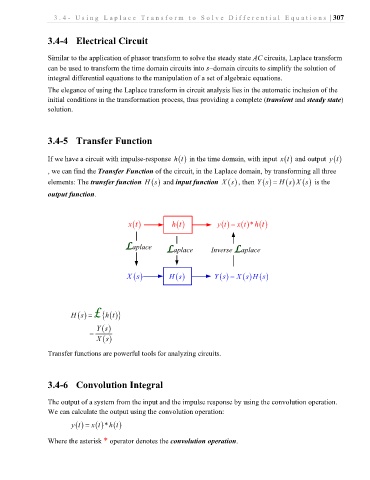 3.4- Using Laplace Transform to Solve Differential Equations | 307
3.4-4 Electrical Circuit
Similar to the application of phasor transform to solve the steady state AC circuits, Laplace transform
can be used to transform the time domain circuits into s–domain circuits to simplify the solution of
integral differential equations to the manipulation of a set of algebraic equations.
The elegance of using the Laplace transform in circuit analysis lies in the automatic inclusion of the
initial conditions in the transformation process, thus providing a complete (transient and steady state)
solution.
3.4-5 Transfer Function
If we have a circuit with impulse-response h(t) in the time domain, with input x(t) and output y(t)
, we can find the Transfer Function of the circuit, in the Laplace domain, by transforming all three
elements: The transfer function H(s) and input function X(s), then Y(s) = H(s)X(s) is the
output function.
x(t) h(t) y(t) = x(t)*h(t)
£aplace £aplace Inverse £aplace
X(s) H(s) Y(s) = X(s)H(s)
H(s) = £{h(t)}
= Y(s)
X(s)
Transfer functions are powerful tools for analyzing circuits.
3.4-6 Convolution Integral
The output of a system from the input and the impulse response by using the convolution operation.
We can calculate the output using the convolution operation:
y(t) = x(t)*h(t)
Where the asterisk * operator denotes the convolution operation.